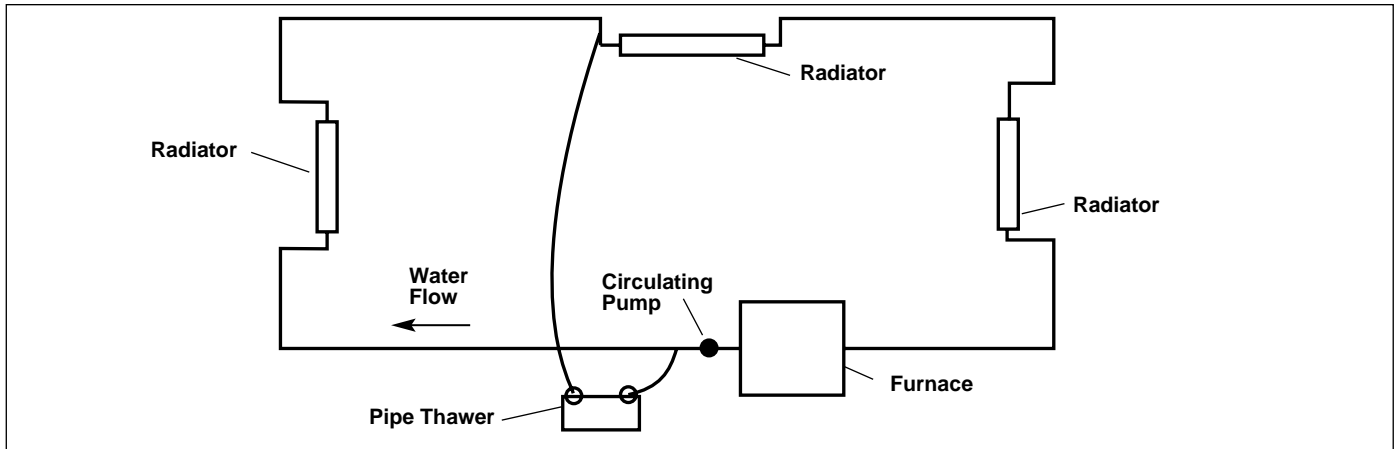 Radiator
Radiator
Radiator
Water
Flow
Circulating
Pump
Furnace
Pipe Thawer